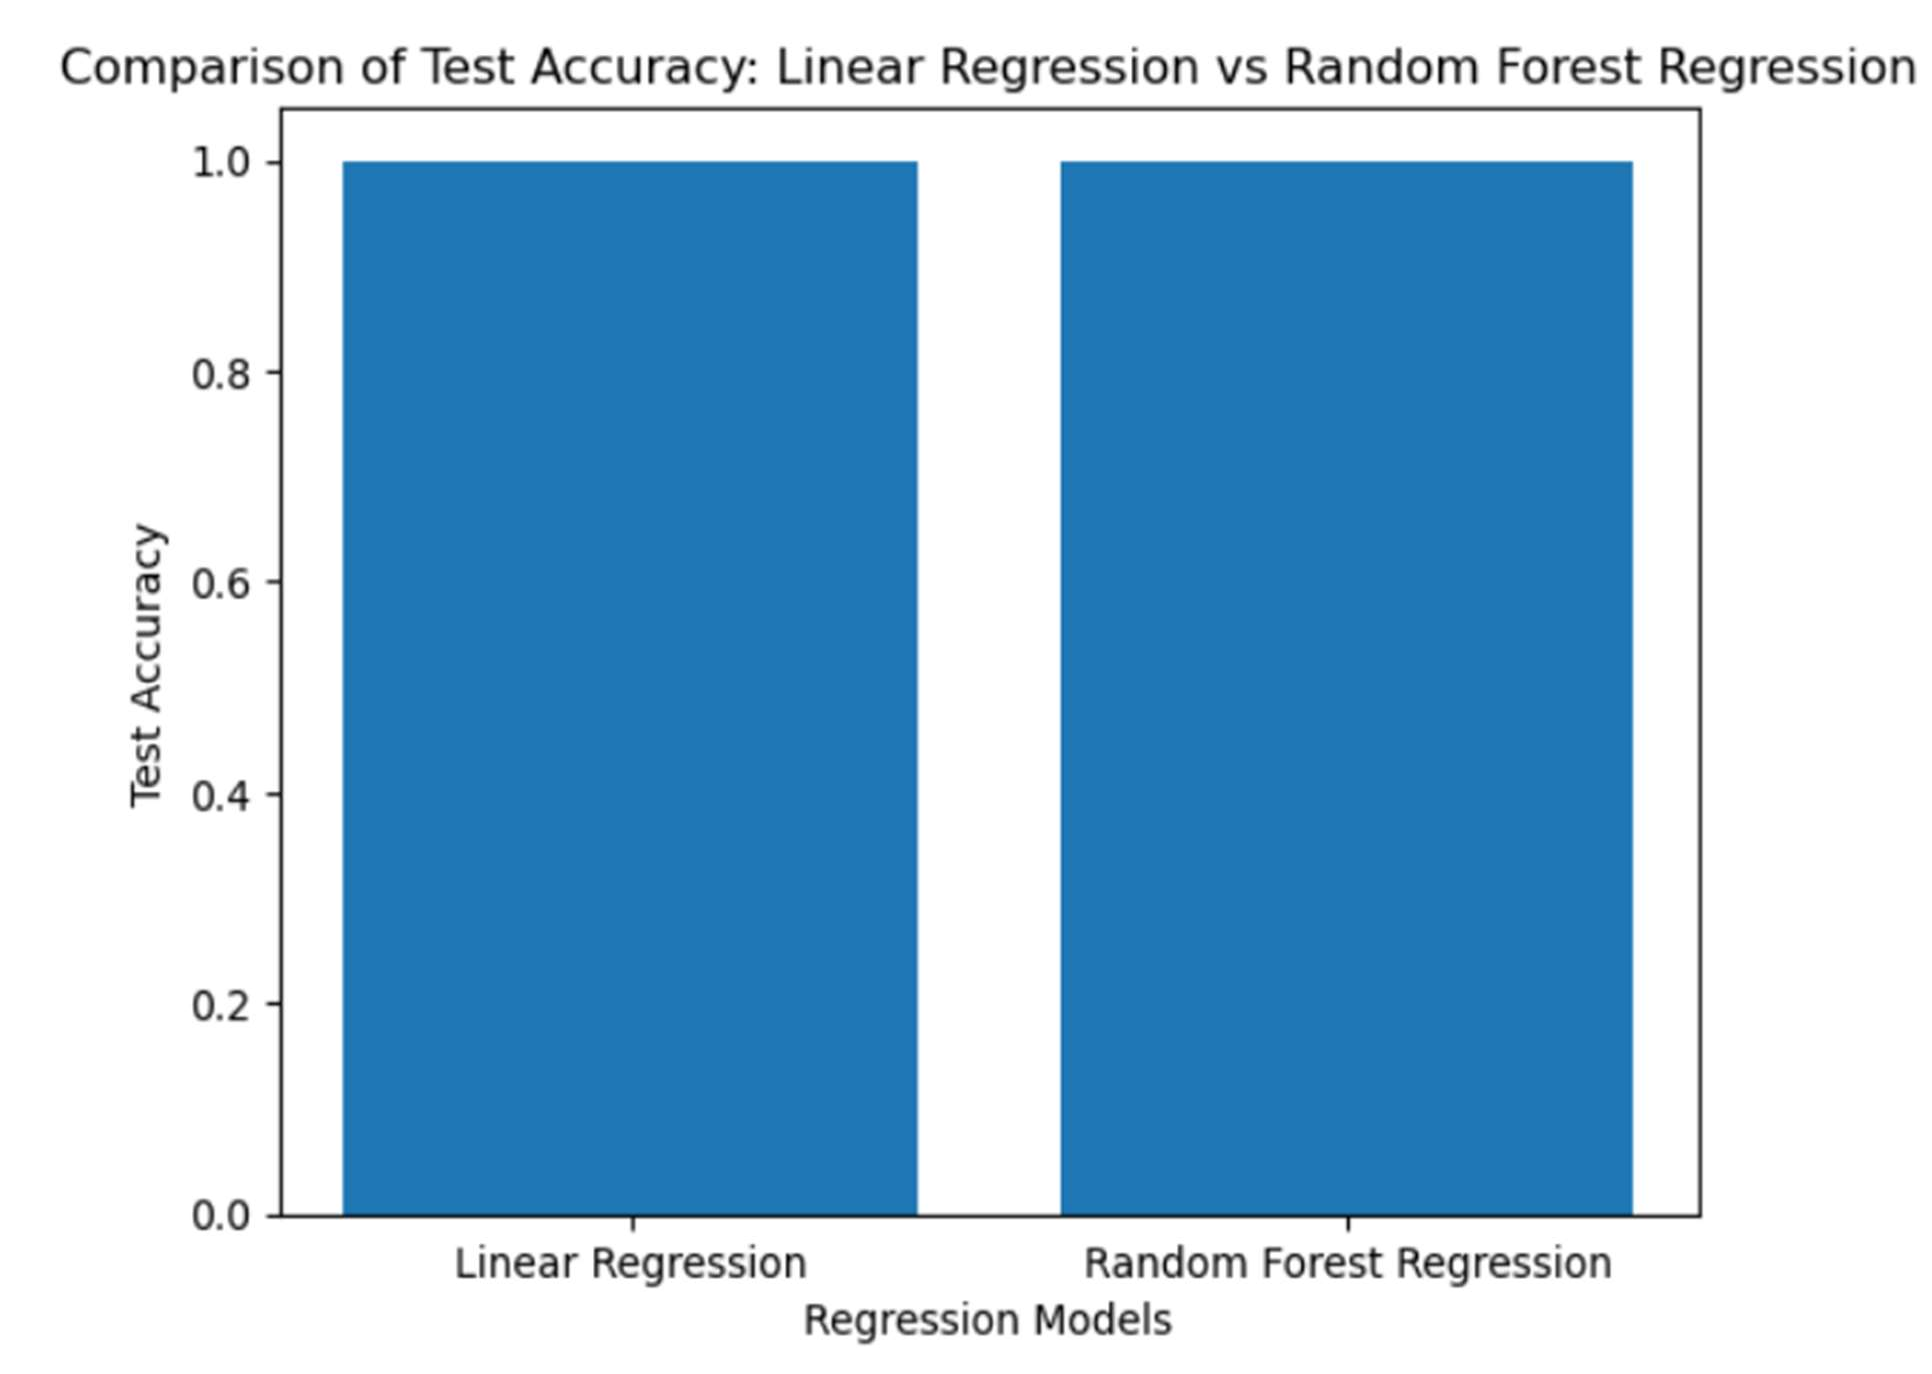 Comparison of Test Accuracy: Linear Regression vs Random Forest Regression
1.0
0.8
0.6
0.4
0.2
0.0
Test Accuracy
Linear Regression
Random Forest Regression
Regression Models